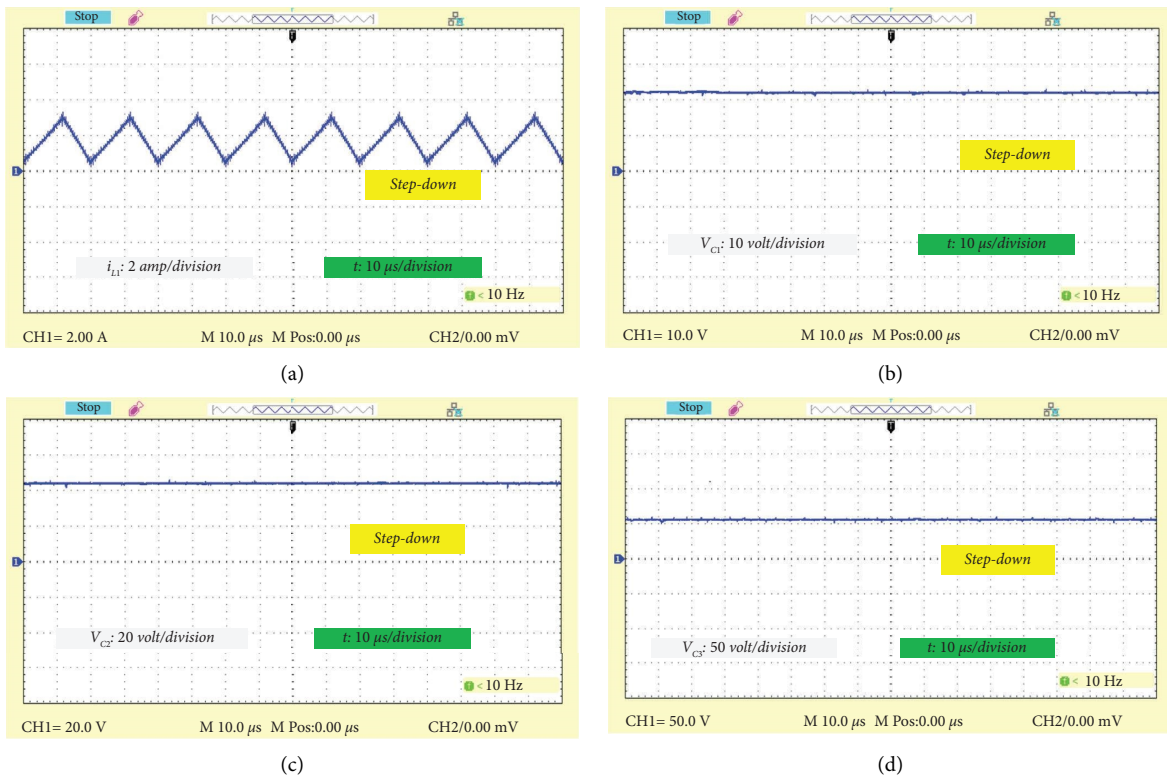 Stop
Step-down
i_L1: 2 amp/division
t: 10 µs/division
< 10 Hz
CH1= 2.00 A M 10.0 µs M Pos:0.00 µs CH2/0.00 mV
(a)
Stop
Step-down
V_C1: 10 volt/division
t: 10 µs/division
< 10 Hz
CH1= 10.0 V M 10.0 µs M Pos:0.00 µs CH2/0.00 mV
(b)
Stop
Step-down
V_C2: 20 volt/division
t: 10 µs/division
< 10 Hz
CH1= 20.0 V M 10.0 µs M Pos:0.00 µs CH2/0.00 mV
(c)
Stop
Step-down
V_C3: 50 volt/division
t: 10 µs/division
< 10 Hz
CH1= 50.0 V M 10.0 µs M Pos:0.00 µs CH2/0.00 mV
(d)